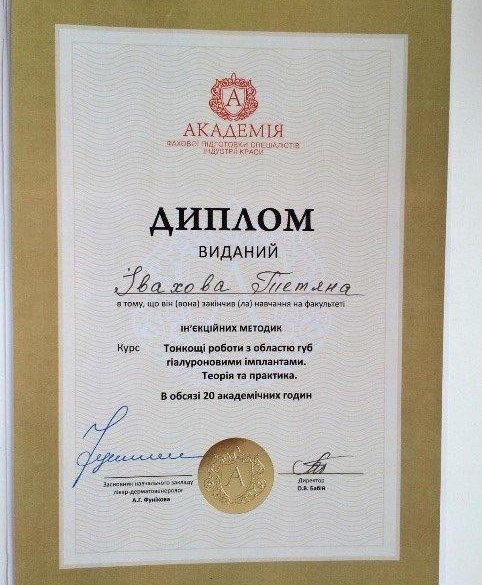 А
АКАДЕМІЯ
ФАХОВОЇ ПІДГОТОВКИ СПЕЦІАЛІСТІВ
ІНДУСТРІЇ КРАСИ
ДИПЛОМ
ВИДАНИЙ
Івахова Тетяна
в тому, що він (вона) закінчив (ла) навчання на факультеті
ІН'ЄКЦІЙНИХ МЕТОДИК
Курс Тонкощі роботи з областю губ
гіалуроновими імплантами.
Теорія та практика.
В обсязі 20 академічних годин
А
Засновник навчального закладу
лікар-дерматовенеролог
А.Г. Фунікова
Директор
О.В. Бабій